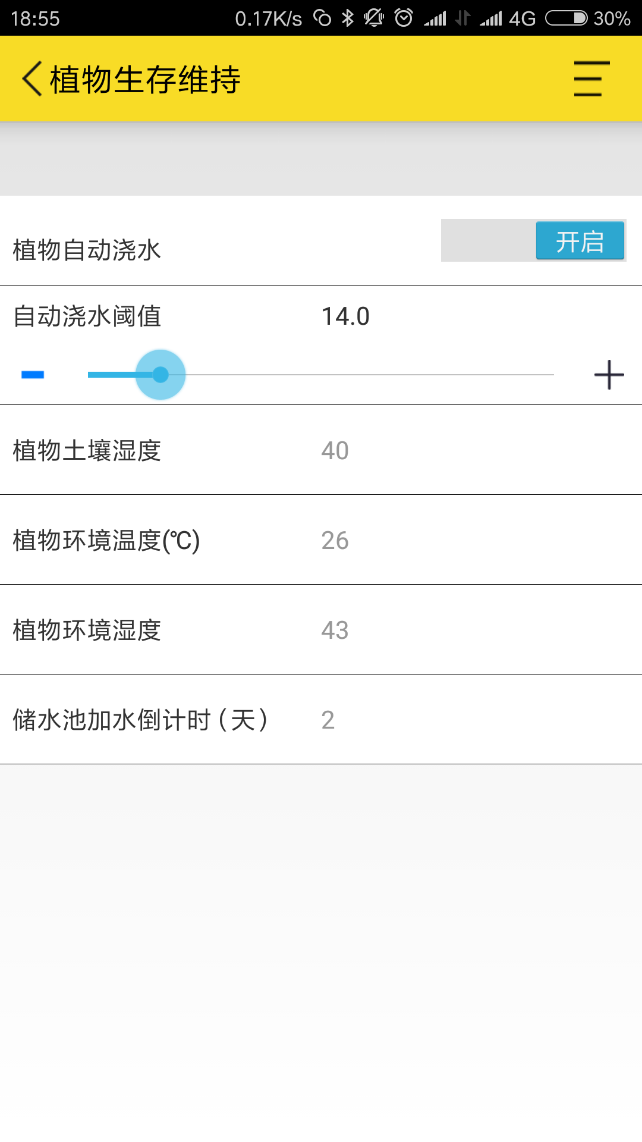 18:55 0.17K/s 4G 30%
植物生存维持
植物自动浇水 开启
自动浇水阈值 14.0
植物土壤湿度 40
植物环境温度(℃) 26
植物环境湿度 43
储水池加水倒计时（天） 2